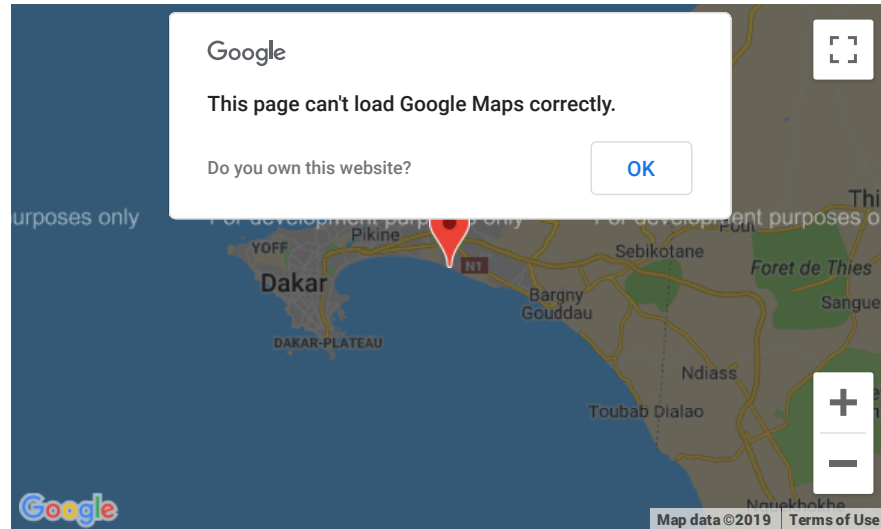 Google
This page can't load Google Maps correctly.
Do you own this website?
OK
urposes only
For development purposes only
For development purposes o
Thi
Pout
Pikine
YOFF
N1
Sebikotane
Foret de Thies
Dakar
Bargny
Gouddau
Sangue
DAKAR-PLATEAU
Ndiass
Toubab Dialao
Nguekhokhe
Google
Map data ©2019
Terms of Use